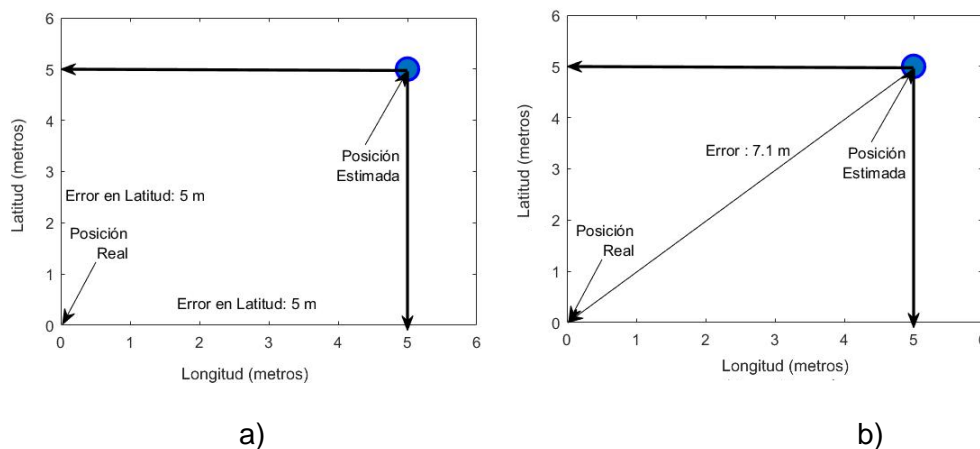 6
5
4
3
2
1
0
Latitud (metros)
Posición
Estimada
Error en Latitud: 5 m
Posición
Real
Error en Latitud: 5 m
0 1 2 3 4 5 6
Longitud (metros)
a)
6
5
4
3
2
1
0
Latitud (metros)
Error : 7.1 m
Posición
Estimada
Posición
Real
0 1 2 3 4 5 6
Longitud (metros)
b)